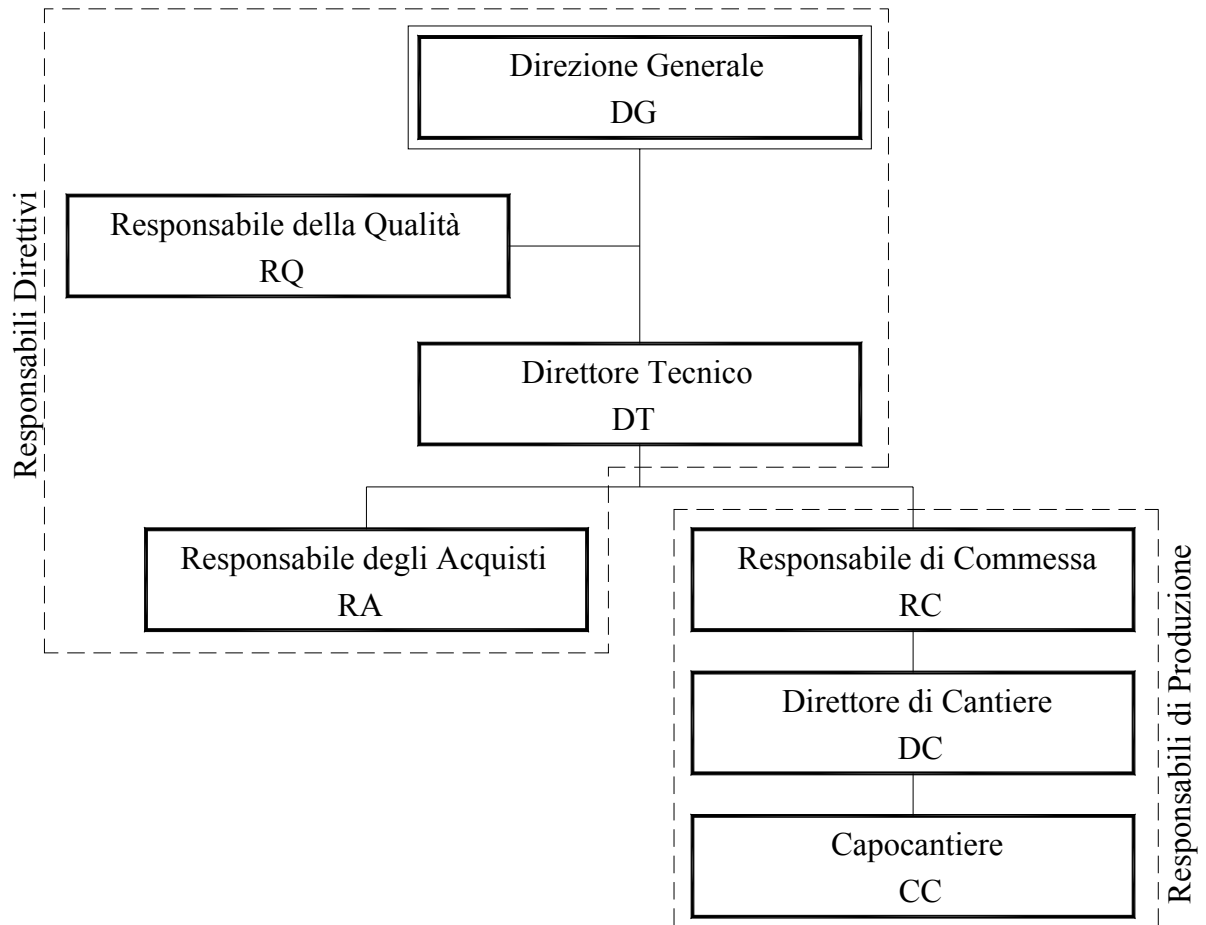 Direzione Generale
DG
Responsabile della Qualità
RQ
Responsabili Direttivi
Direttore Tecnico
DT
Responsabile degli Acquisti
RA
Responsabile di Commessa
RC
Direttore di Cantiere
DC
Capocantiere
CC
Responsabili di Produzione